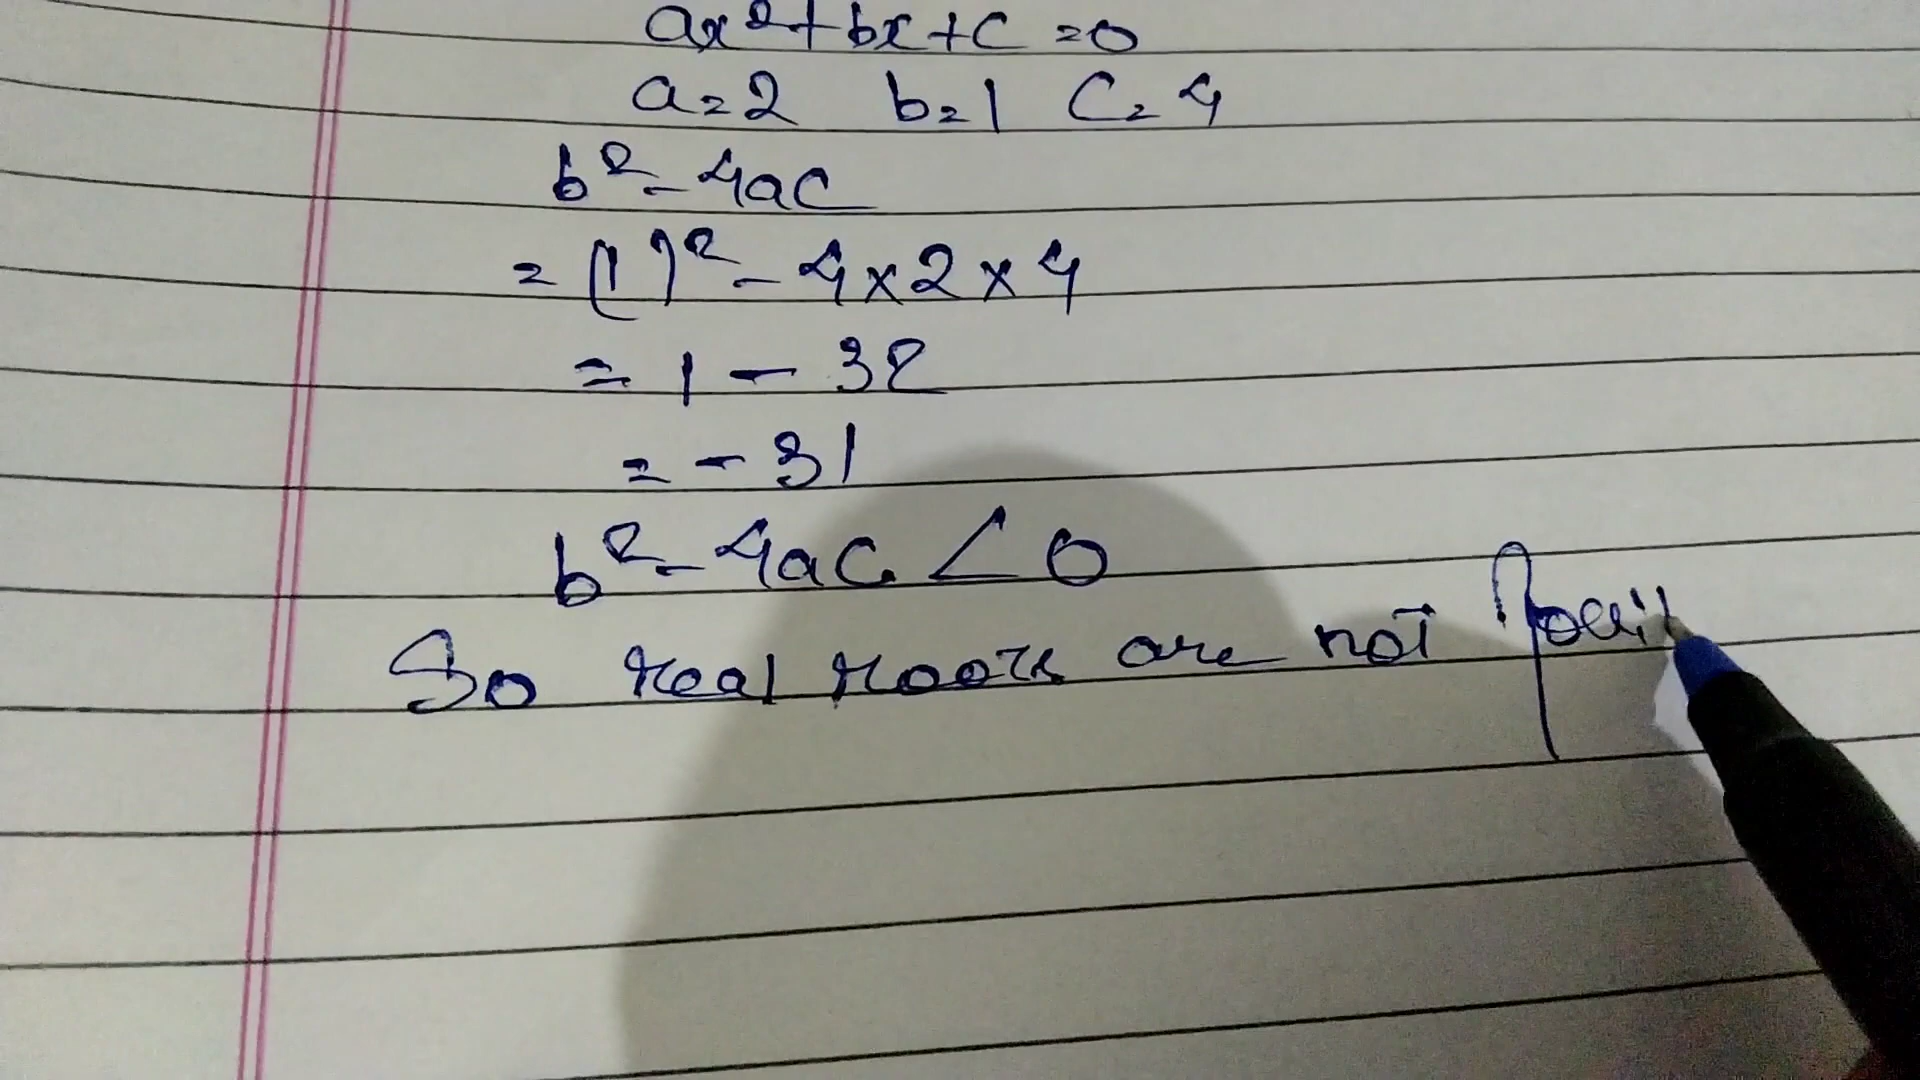 ax²+bx+c=0
a=2 b=1 C=4
b²-4ac
= (1)²-4×2×4
= 1-32
= -31
b²-4ac<0
So real roots are not